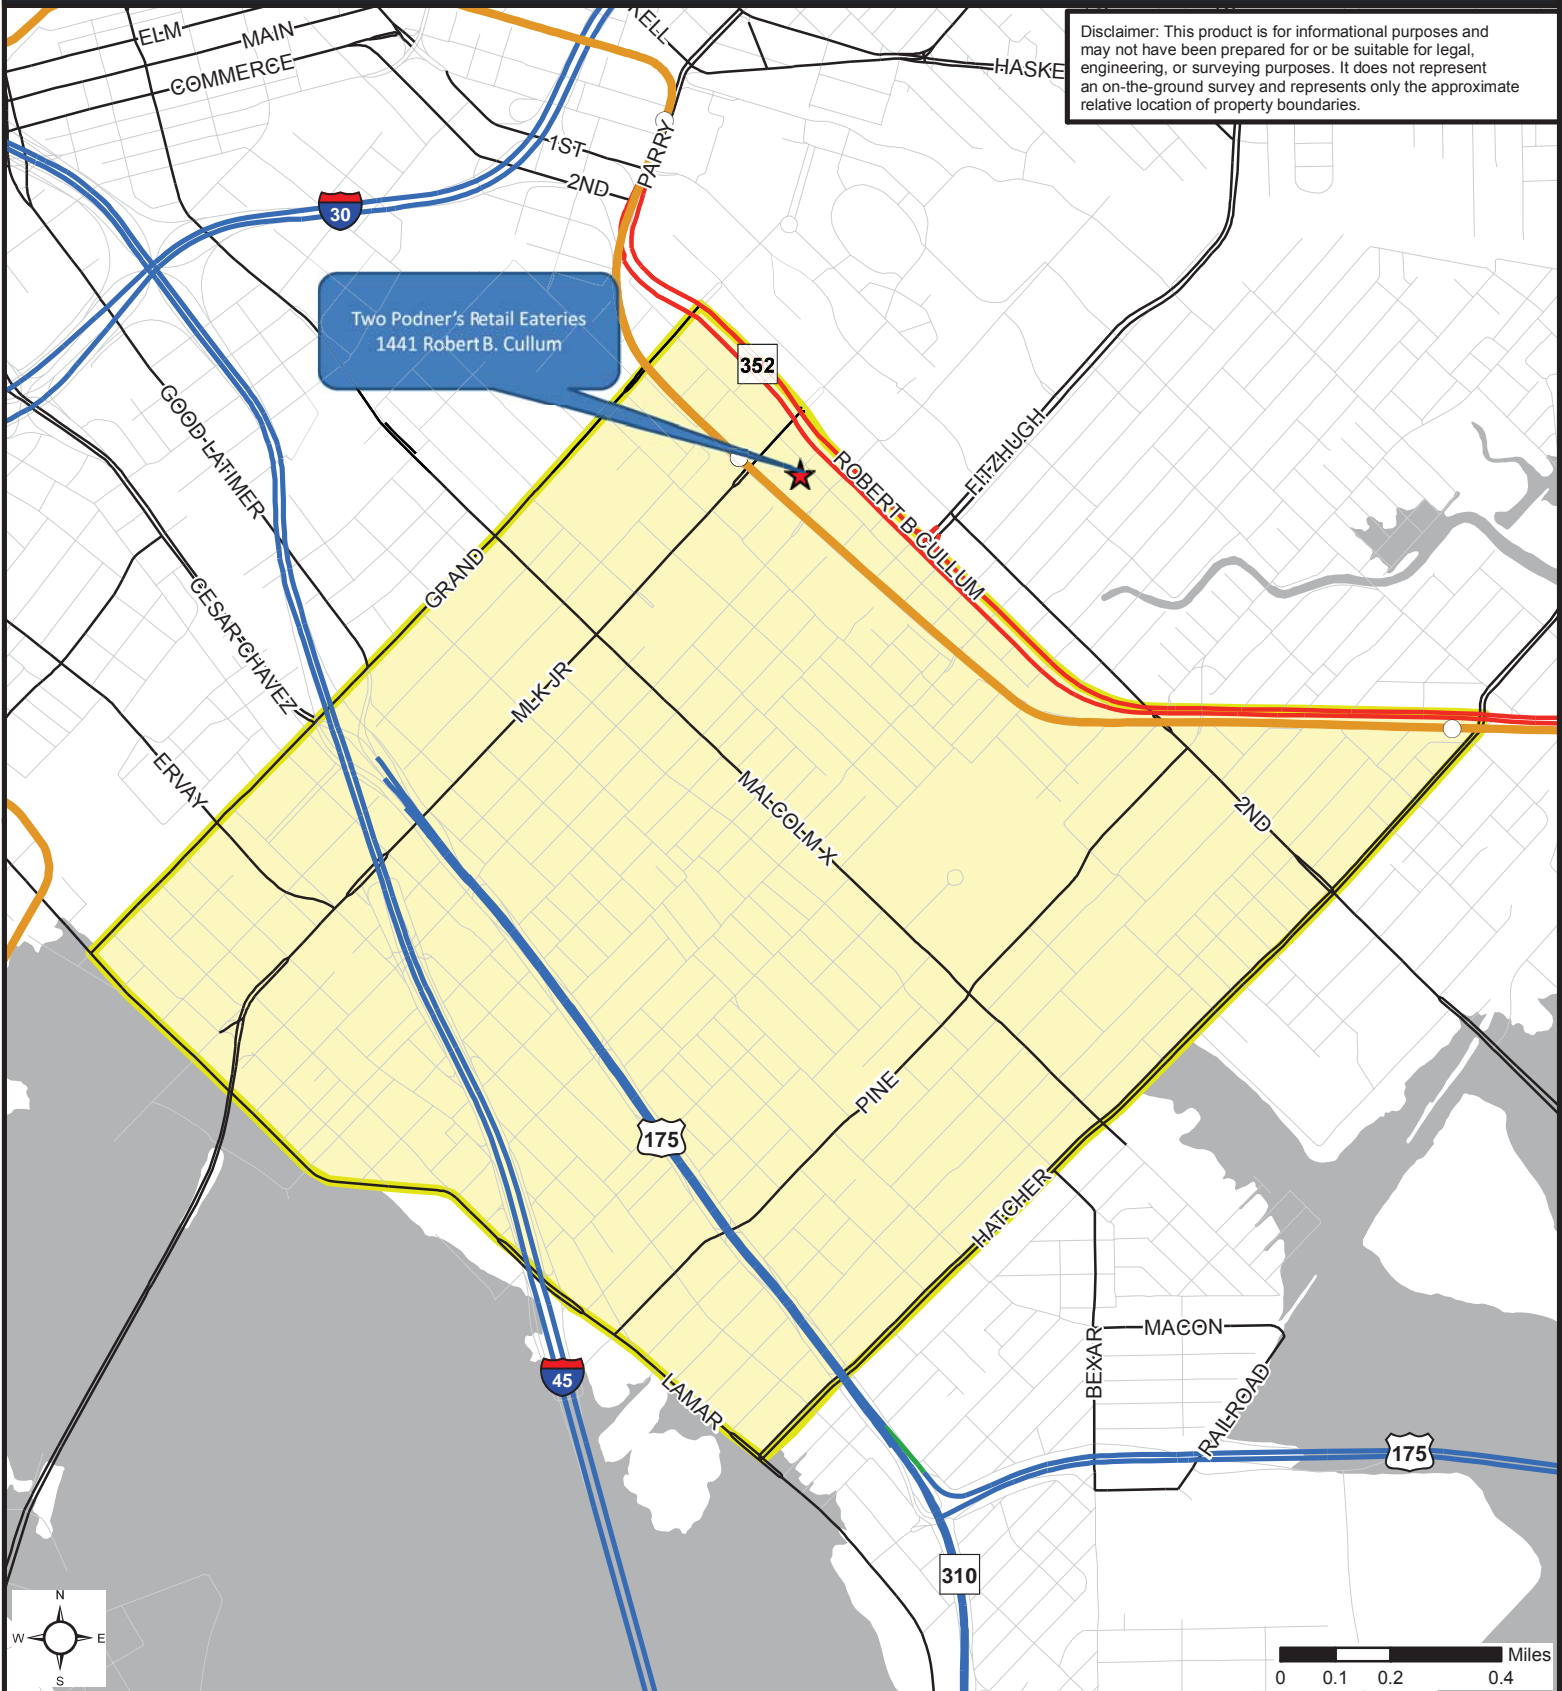 Disclaimer: This product is for informational purposes and
may not have been prepared for or be suitable for legal,
engineering, or surveying purposes. It does not represent
an on-the-ground survey and represents only the approximate
relative location of property boundaries.
ELM
MAIN
COMMERCE
HASKE
1ST
2ND
PARRY
30
Two Podner's Retail Eateries
1441 Robert B. Cullum
352
GOOD-LATIMER
ROBERT B CULLUM
FITZHUGH
GRAND
CESAR CHAVEZ
MLK JR
ERVAY
MALCOLM X
2ND
PINE
175
HATCHER
MACON
BEXAR
RAILROAD
45
LAMAR
175
310
N
W E
S
Miles
0 0.1 0.2 0.4